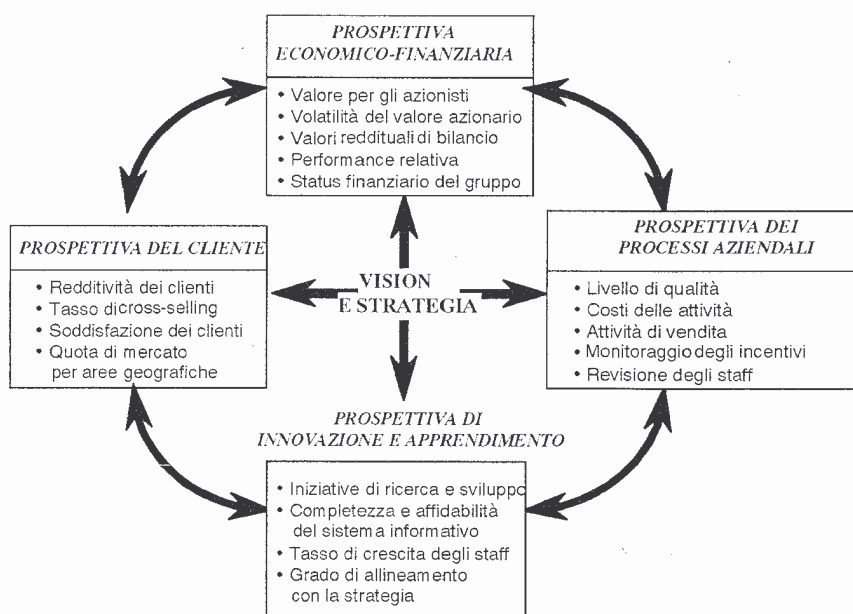 PROSPETTIVA
ECONOMICO-FINANZIARIA
• Valore per gli azionisti
• Volatilità del valore azionario
• Valori reddituali di bilancio
• Performance relativa
• Status finanziario del gruppo
PROSPETTIVA DEL CLIENTE
• Redditività dei clienti
• Tasso di cross-selling
• Soddisfazione dei clienti
• Quota di mercato
per aree geografiche
VISION
E STRATEGIA
PROSPETTIVA DEI
PROCESSI AZIENDALI
• Livello di qualità
• Costi delle attività
• Attività di vendita
• Monitoraggio degli incentivi
• Revisione degli staff
PROSPETTIVA DI
INNOVAZIONE E APPRENDIMENTO
• Iniziative di ricerca e sviluppo
• Completezza e affidabilità
del sistema informativo
• Tasso di crescita degli staff
• Grado di allineamento
con la strategia